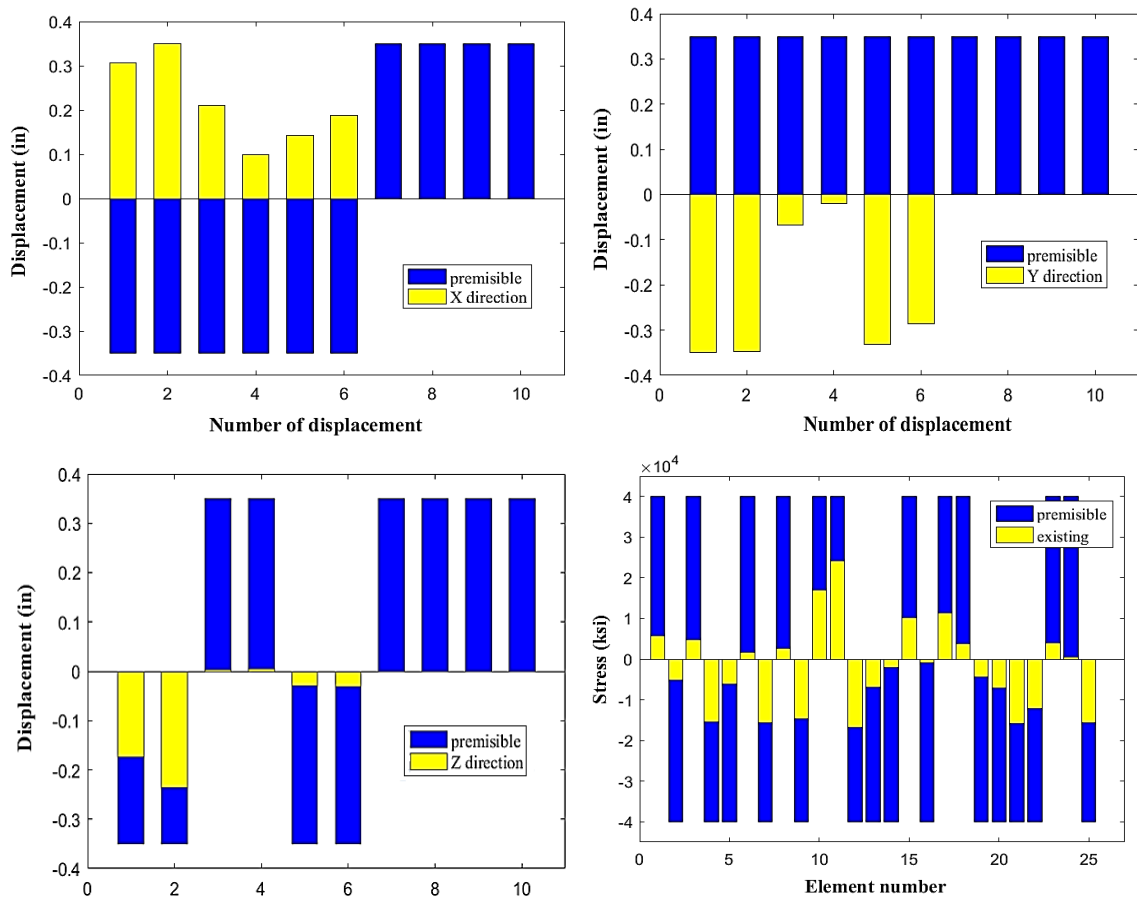 0.4
0.3
0.2
0.1
0
-0.1
-0.2
-0.3
-0.4
Displacement (in)
premisible
X direction
0 2 4 6 8 10
Number of displacement
0.4
0.3
0.2
0.1
0
-0.1
-0.2
-0.3
-0.4
Displacement (in)
premisible
Y direction
0 2 4 6 8 10
Number of displacement
0.4
0.3
0.2
0.1
0
-0.1
-0.2
-0.3
-0.4
Displacement (in)
premisible
Z direction
0 2 4 6 8 10
×10⁴
4
3
2
1
0
-1
-2
-3
-4
Stress (ksi)
premisible
existing
0 5 10 15 20 25
Element number